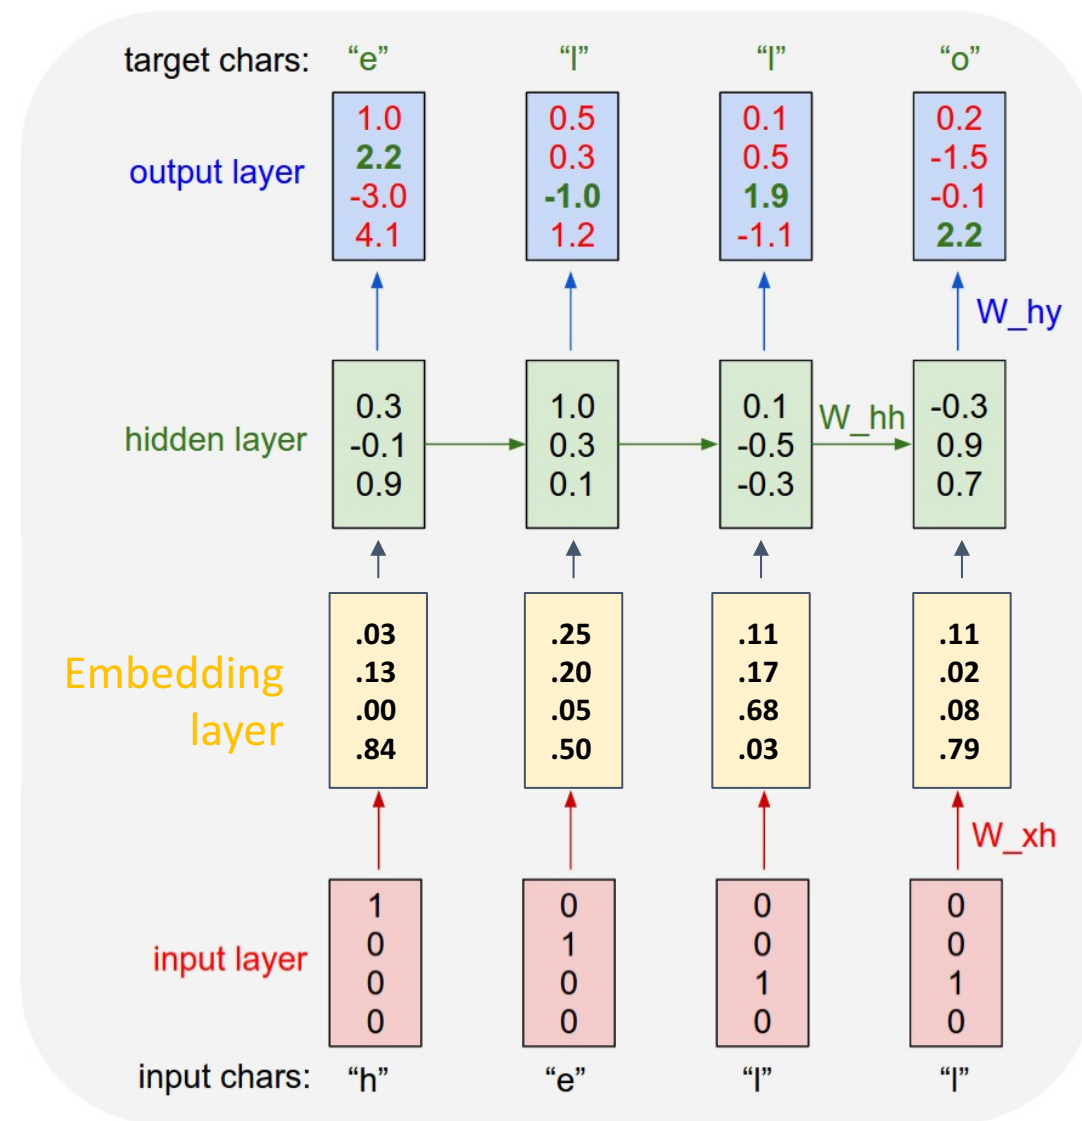 target chars: “e” “l” “l” “o”
1.0 0.5 0.1 0.2
output layer
2.2 0.3 0.5 -1.5
-3.0 -1.0 1.9 -0.1
4.1 1.2 -1.1 2.2
W_hy
0.3 1.0 0.1 W_hh -0.3
hidden layer
-0.1 0.3 -0.5 0.9
0.9 0.1 -0.3 0.7
.03 .25 .11 .11
Embedding
layer
.13 .20 .17 .02
.00 .05 .68 .08
.84 .50 .03 .79
W_xh
1 0 0 0
0 1 0 0
input layer
0 0 1 1
0 0 0 0
input chars: “h” “e” “l” “l”